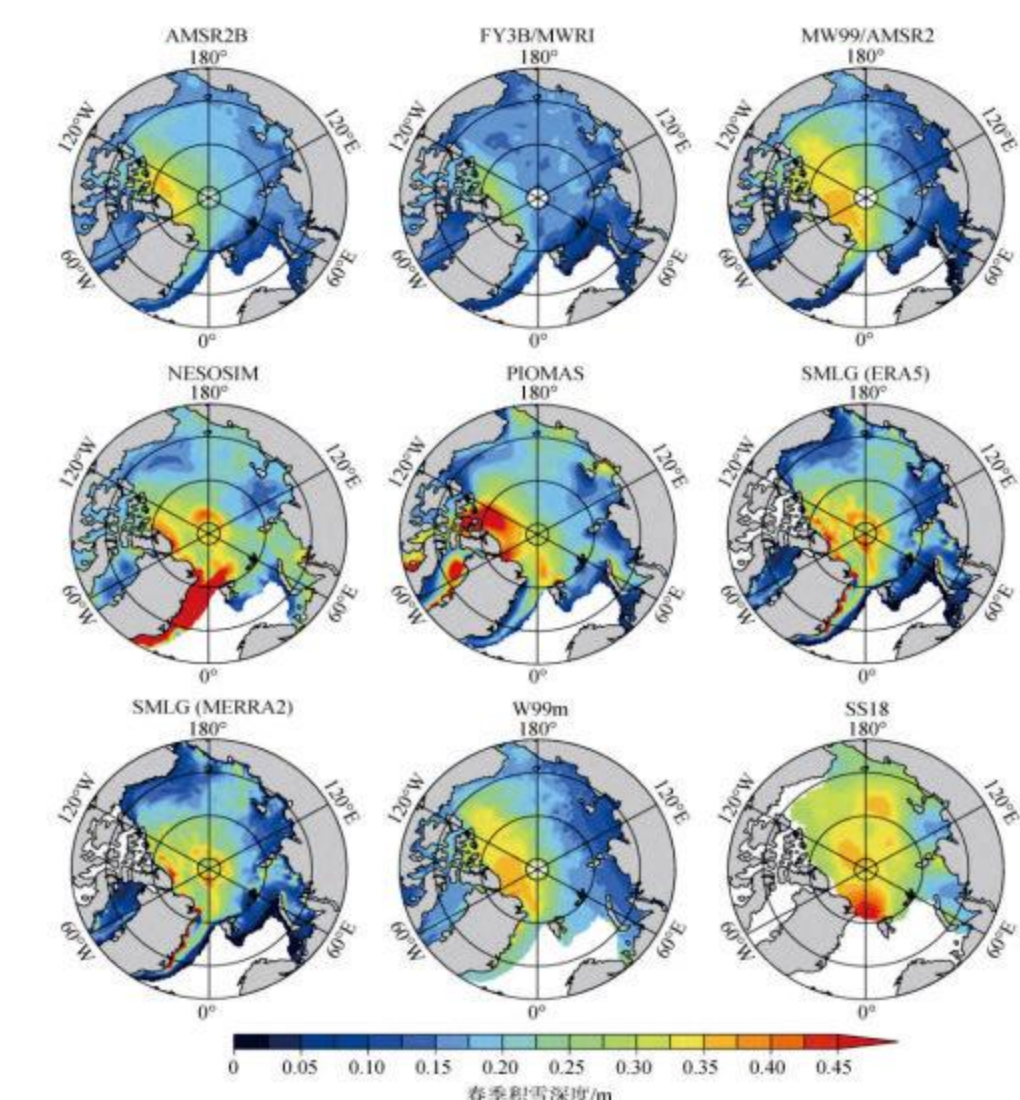 AMSR2B FY3B/MWRI MW99/AMSR2
180° 180° 180°
120°W 120°E 120°W 120°E 120°W 120°E
60°W 60°E 60°W 60°E 60°W 60°E
0° 0° 0°
NESOSIM PIOMAS SMLG (ERA5)
180° 180° 180°
120°W 120°E 120°W 120°E 120°W 120°E
60°W 60°E 60°W 60°E 60°W 60°E
0° 0° 0°
SMLG (MERRA2) W99m SS18
180° 180° 180°
120°W 120°E 120°W 120°E 120°W 120°E
60°W 60°E 60°W 60°E 60°W 60°E
0° 0° 0°
0 0.05 0.10 0.15 0.20 0.25 0.30 0.35 0.40 0.45
春季积雪深度/m